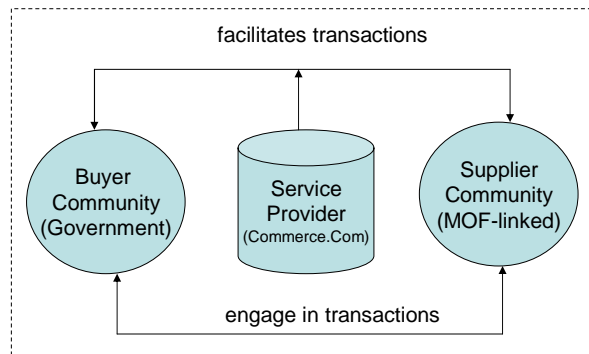 facilitates transactions
Buyer
Community
(Government)
Service
Provider
(Commerce.Com)
Supplier
Community
(MOF-linked)
engage in transactions